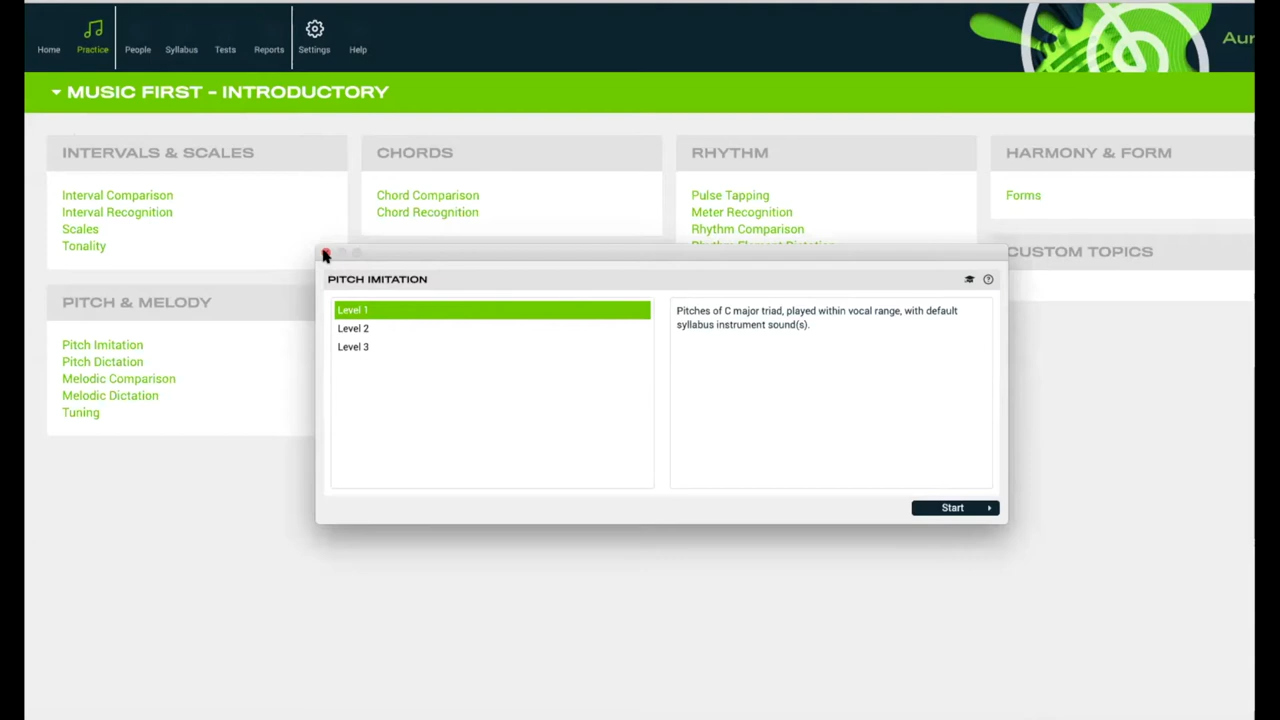 Aur
Home Practice People Syllabus Tests Reports Settings Help
MUSIC FIRST - INTRODUCTORY
INTERVALS & SCALES
Interval Comparison
Interval Recognition
Scales
Tonality
CHORDS
Chord Comparison
Chord Recognition
RHYTHM
Pulse Tapping
Meter Recognition
Rhythm Comparison
Rhythm Element Dictation
HARMONY & FORM
Forms
CUSTOM TOPICS
PITCH & MELODY
Pitch Imitation
Pitch Dictation
Melodic Comparison
Melodic Dictation
Tuning
PITCH IMITATION
Level 1
Level 2
Level 3
Pitches of C major triad, played within vocal range, with default
syllabus instrument sound(s).
Start